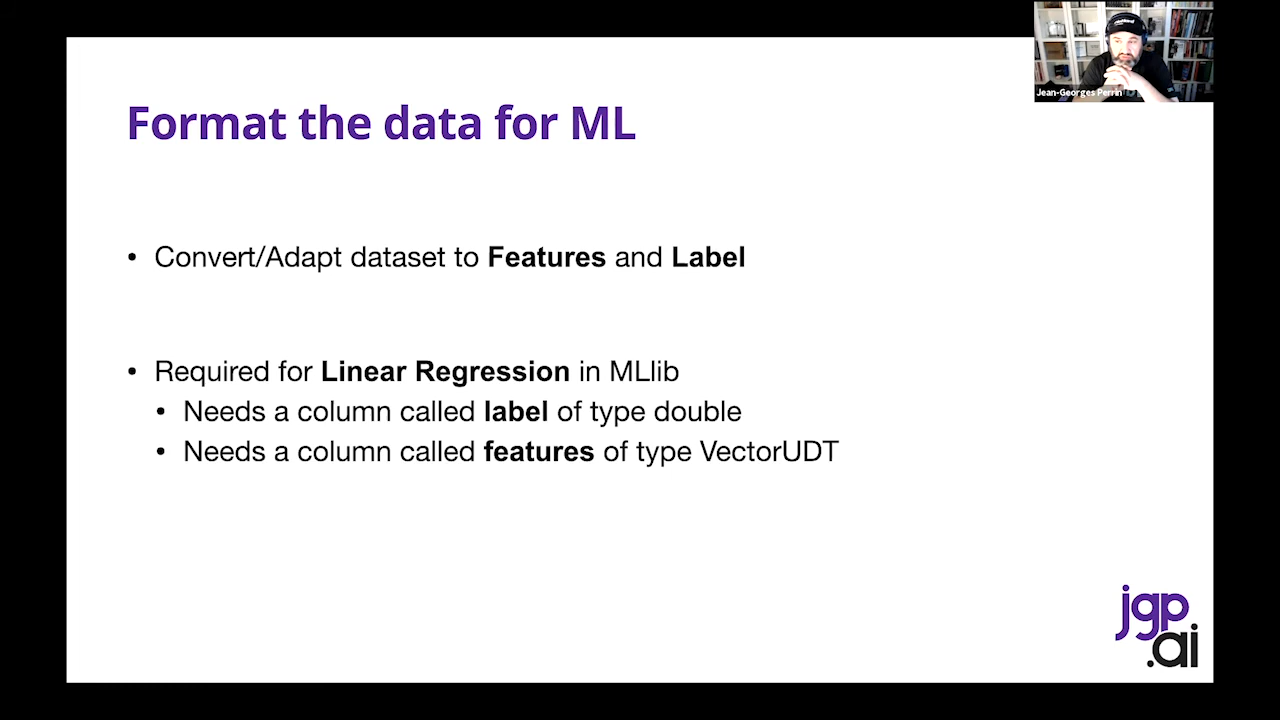 Jean-Georges Perrin
Format the data for ML
• Convert/Adapt dataset to Features and Label
• Required for Linear Regression in MLlib
• Needs a column called label of type double
• Needs a column called features of type VectorUDT
jgp
.ai